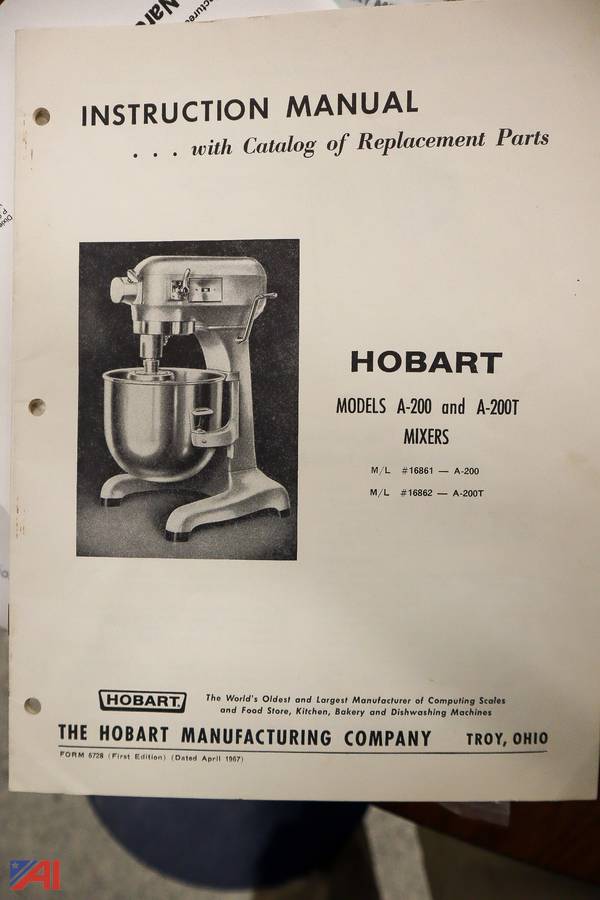 INSTRUCTION MANUAL
. . . with Catalog of Replacement Parts
HOBART
MODELS A-200 and A-200T
MIXERS
M/L #16861 — A-200
M/L #16862 — A-200T
HOBART
The World's Oldest and Largest Manufacturer of Computing Scales
and Food Store, Kitchen, Bakery and Dishwashing Machines
THE HOBART MANUFACTURING COMPANY TROY, OHIO
FORM 6728 (First Edition) (Dated April 1967)
AI